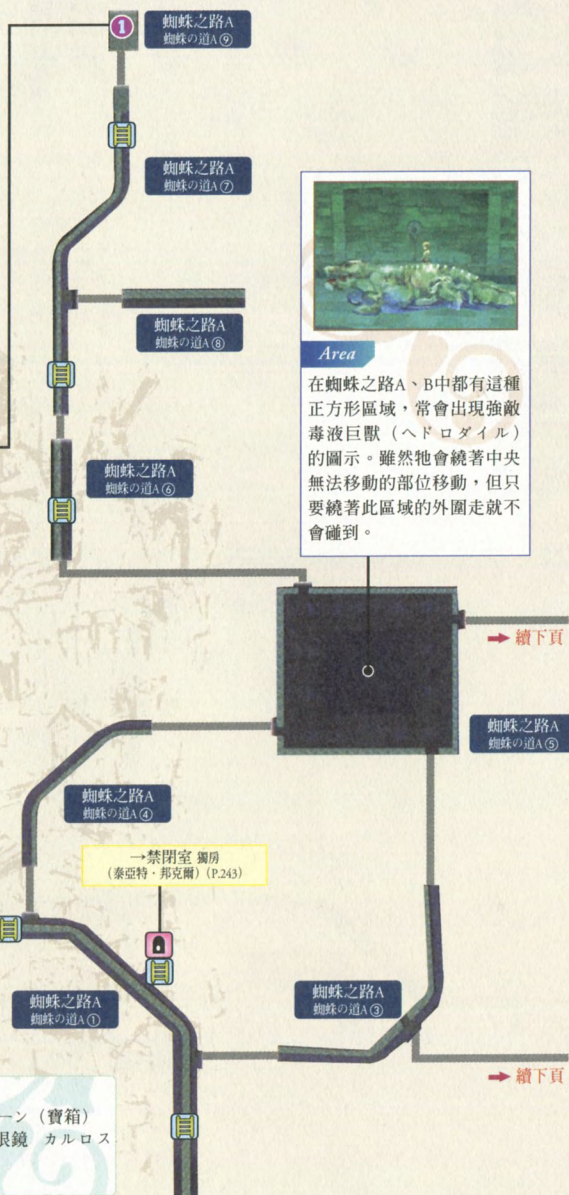 1
蜘蛛之路A
蜘蛛の道A⑨
蜘蛛之路A
蜘蛛の道A⑦
蜘蛛之路A
蜘蛛の道A⑧
Area
在蜘蛛之路A、B中都有這種
正方形區域，常會出現強敵
毒液巨獸（ヘドロダイル）
的圖示。雖然牠會繞著中央
無法移動的部位移動，但只
要繞著此區域的外圍走就不
會碰到。
蜘蛛之路A
蜘蛛の道A⑥
➡ 續下頁
蜘蛛之路A
蜘蛛の道A⑤
蜘蛛之路A
蜘蛛の道A④
→禁閉室 獨房
（泰亞特・邦克爾）(P.243)
蜘蛛之路A
蜘蛛の道A①
蜘蛛之路A
蜘蛛の道A③
➡ 續下頁
ーン（寶箱）
眼鏡 カルロス